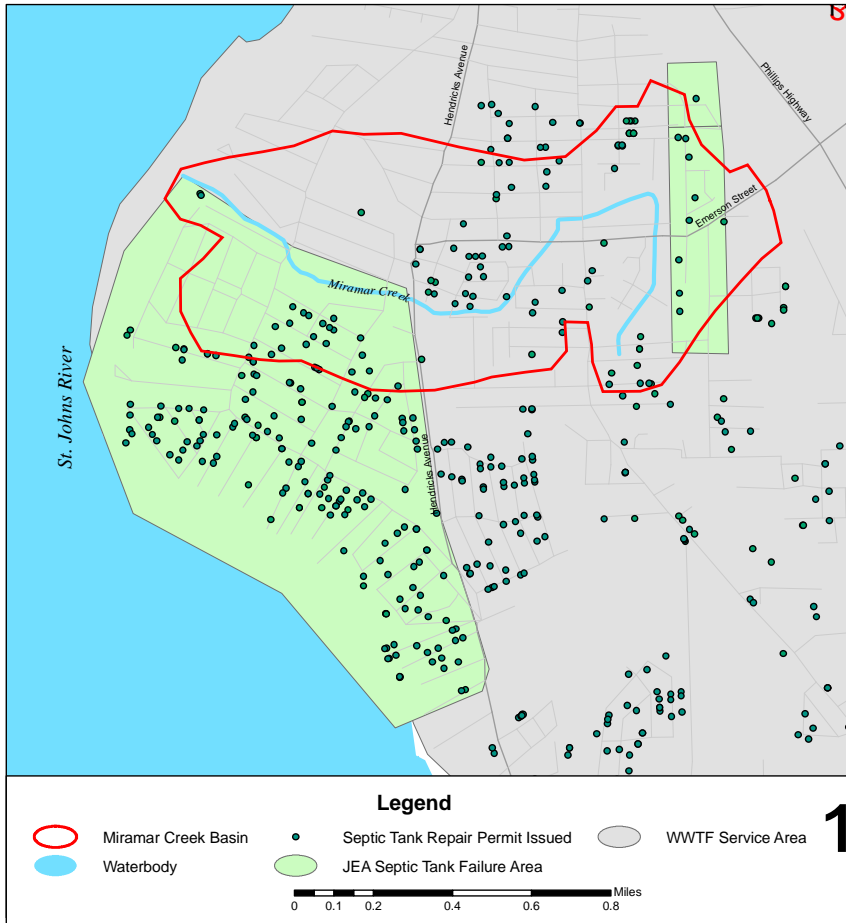 Hendricks Avenue
Phillips Highway
Emerson Street
Miramar Creek
St. Johns River
Hendricks Avenue
Legend
Miramar Creek Basin
Septic Tank Repair Permit Issued
WWTF Service Area
Waterbody
JEA Septic Tank Failure Area
Miles
0 0.1 0.2 0.4 0.6 0.8
1